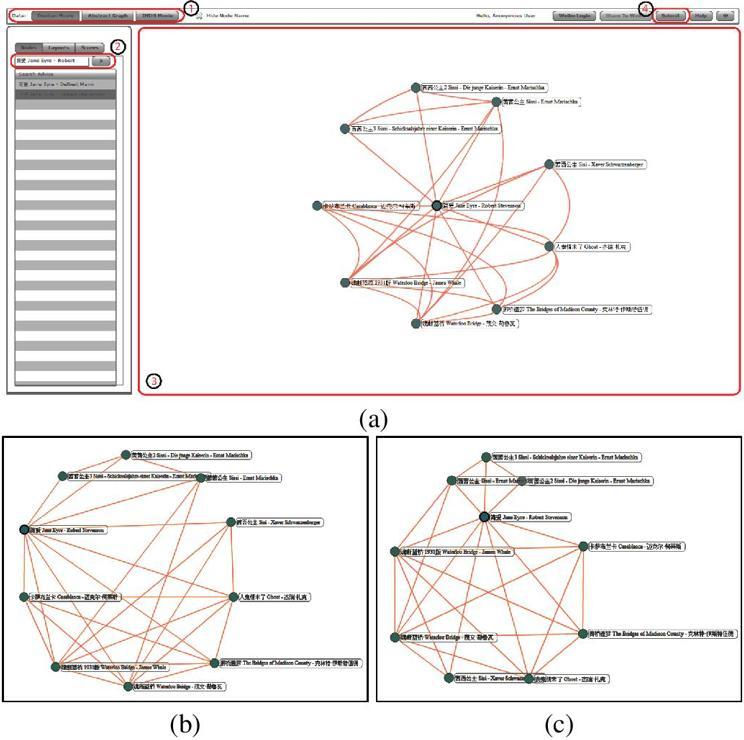 Data:
Douban Movie
Abstract Graph
IMDB Movie
1
Hide Node Name
Hello, Anonymous User
Weibo Login
Share To Weibo
4
Submit
Help
2
Nodes
Layouts
Scenes
简爱 Jane Eyre - Robert
Search Advice
简爱 Jane Eyre -
茜茜公主2 Sissi - Die junge Kaiserin - Ernst Marischka
茜茜公主 Sissi - Ernst Marischka
茜茜公主3 Sissi - Schicksalsjahre einer Kaiserin - Ernst Marischka
茜茜公主 Sisi - Xaver Schwarzenberger
卡萨布兰卡 Casablanca -
简爱 Jane Eyre - Robert Stevenson
人鬼情未了 Ghost - 杰瑞·扎克
魂断蓝桥 1931版 Waterloo Bridge - James Whale
廊桥遗梦 The Bridges of Madison County - 克林特·伊斯特伍德
魂断蓝桥 Waterloo Bridge - 茂文·勒鲁瓦
3
(a)
茜茜公主2 Sissi - Die junge Kaiserin - Ernst Marischka
茜茜公主3 Sissi - Schicksalsjahre einer Kaiserin - Ernst
茜茜公主 Sissi - Ernst Marischka
茜茜公主 Sisi - Xaver Schwarzenberger
简爱 Jane Eyre - Robert Stevenson
卡萨布兰卡 Casablanca - 迈克尔·柯蒂斯
人鬼情未了 Ghost - 杰瑞·扎克
魂断蓝桥 1931版 Waterloo Bridge - James Whale
廊桥遗梦 The Bridges of Madison County - 克林特·伊斯特伍德
魂断蓝桥 Waterloo Bridge - 茂文·勒鲁瓦
(b)
茜茜公主3 Sissi - Schicksalsjahre einer Kaiserin - Ernst Marischka
茜茜公主 Sissi - Ernst
茜茜公主2 Sissi - Die junge Kaiserin - Ernst Marischka
简爱 Jane Eyre - Robert Stevenson
魂断蓝桥 1931版 Waterloo Bridge - James Whale
卡萨布兰卡 Casablanca - 迈克尔·柯蒂斯
魂断蓝桥 Waterloo Bridge - 茂文·勒鲁瓦
廊桥遗梦 The Bridges of Madison County - 克林特·伊斯特伍德
茜茜公主 Sisi - Xaver
人鬼情未了 Ghost - 杰瑞·扎克
(c)